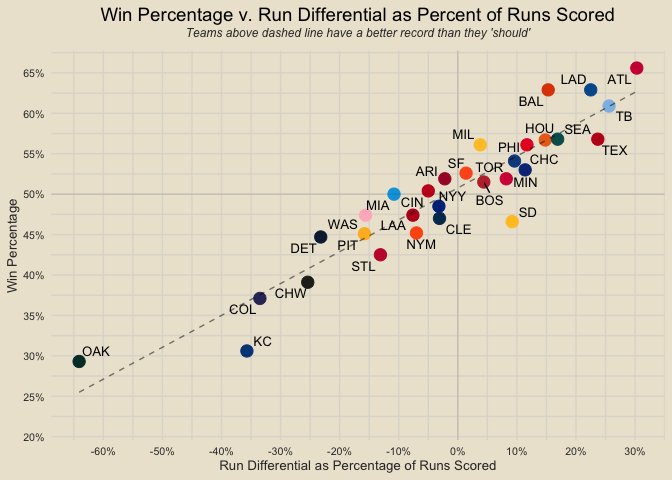 Win Percentage v. Run Differential as Percent of Runs Scored
Teams above dashed line have a better record than they 'should'
Win Percentage
65%
60%
55%
50%
45%
40%
35%
30%
25%
20%
LAD
ATL
BAL
TB
HOU
SEA
MIL
PHI
TEX
SF
TOR
CHC
ARI
MIN
CIN
NYY
BOS
MIA
SD
WAS
LAA
CLE
PIT
NYM
DET
STL
CHW
COL
KC
OAK
-60%
-50%
-40%
-30%
-20%
-10%
0%
10%
20%
30%
Run Differential as Percentage of Runs Scored